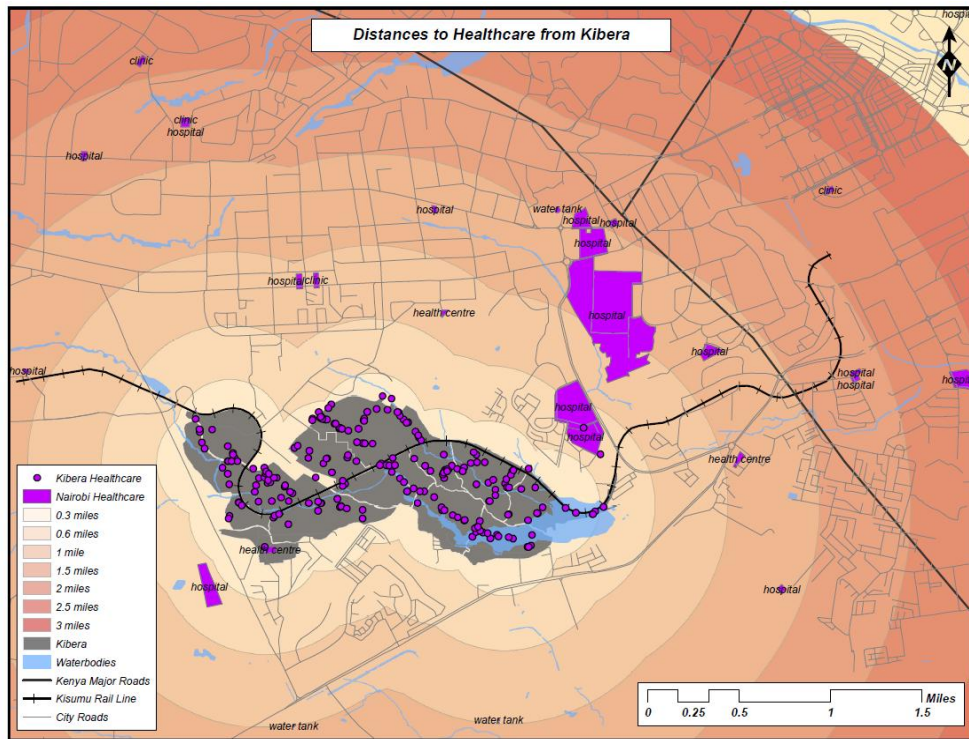 Distances to Healthcare from Kibera
hospital
N
clinic
clinic
hospital
hospital
clinic
hospital
water tank
hospital
hospital
hospital
hospital
clinic
health centre
hospital
hospital
hospital
hospital
hospital
hospital
hospital
hospital
health centre
health centre
hospital
hospital
water tank
water tank
Kibera Healthcare
Nairobi Healthcare
0.3 miles
0.6 miles
1 mile
1.5 miles
2 miles
2.5 miles
3 miles
Kibera
Waterbodies
Kenya Major Roads
Kisumu Rail Line
City Roads
Miles
0 0.25 0.5 1 1.5